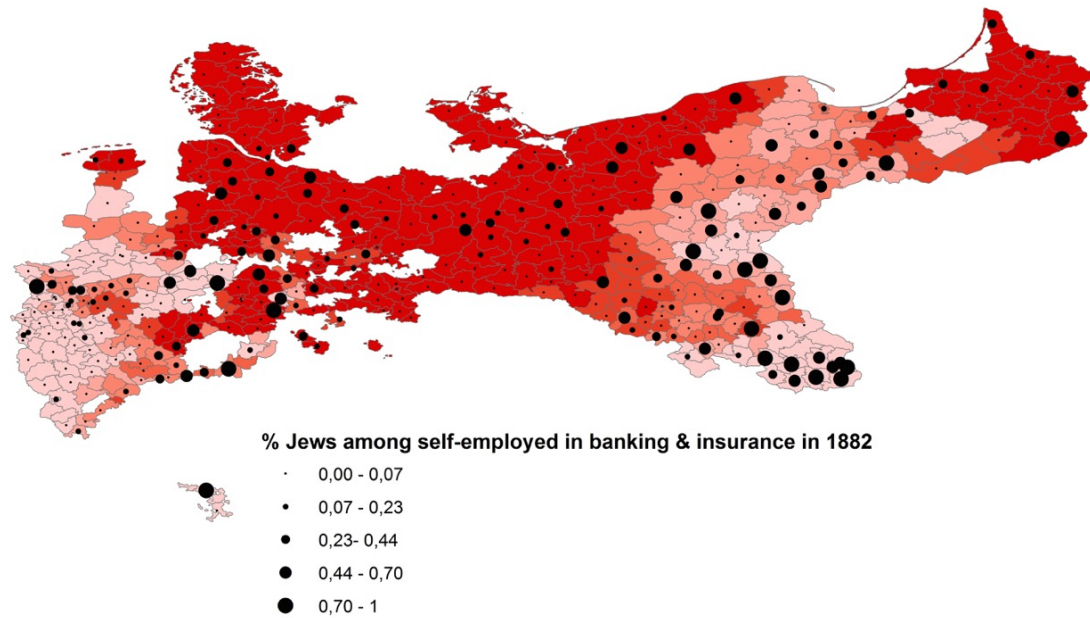 % Jews among self-employed in banking & insurance in 1882
0,00 - 0,07
0,07 - 0,23
0,23- 0,44
0,44 - 0,70
0,70 - 1